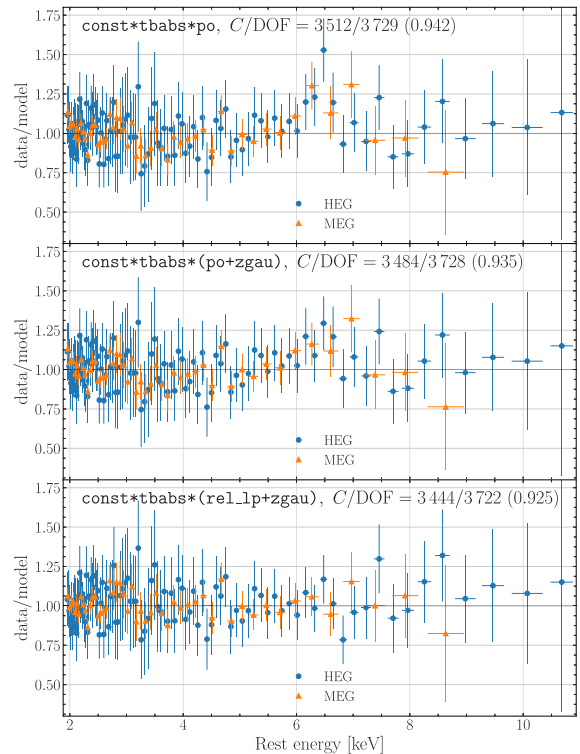 const*tbabs*po, C/DOF = 3 512/3 729 (0.942)
1.75
1.50
1.25
1.00
0.75
0.50
data/model
HEG
MEG
const*tbabs*(po+zgau), C/DOF = 3 484/3 728 (0.935)
1.75
1.50
1.25
1.00
0.75
0.50
data/model
HEG
MEG
const*tbabs*(rel_lp+zgau), C/DOF = 3 444/3 722 (0.925)
1.75
1.50
1.25
1.00
0.75
0.50
data/model
HEG
MEG
2 4 6 8 10
Rest energy [keV]